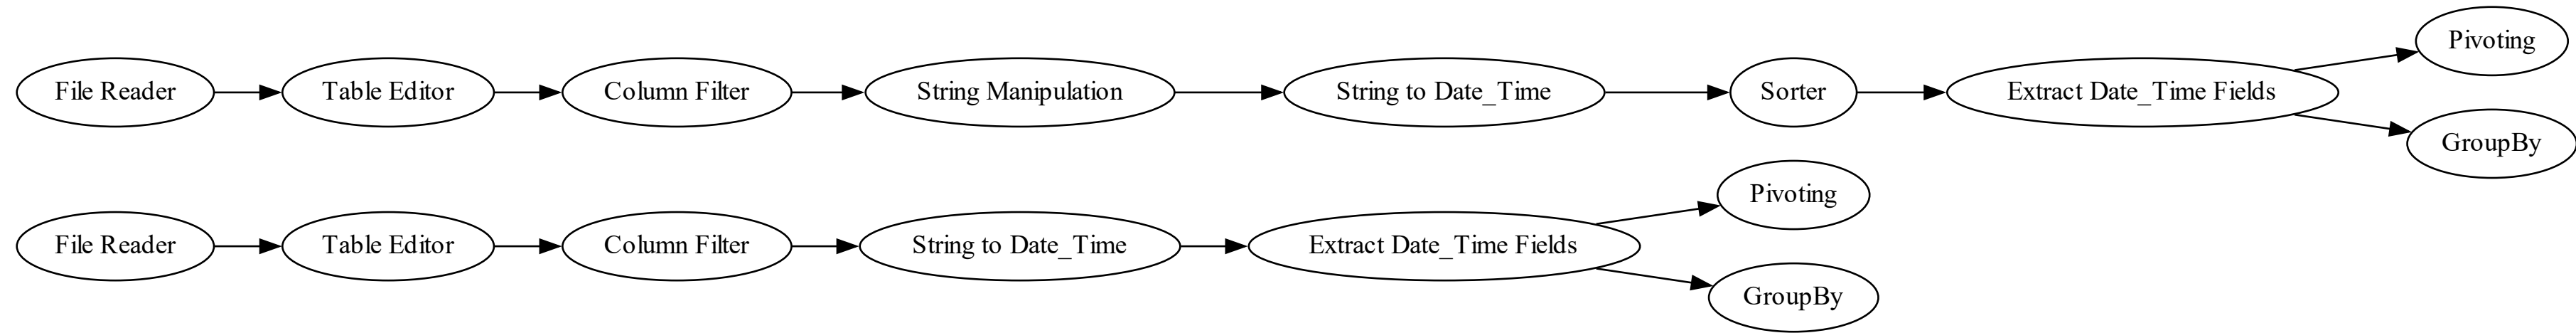 File Reader
Table Editor
Column Filter
String Manipulation
String to Date_Time
Sorter
Extract Date_Time Fields
Pivoting
GroupBy
File Reader
Table Editor
Column Filter
String to Date_Time
Extract Date_Time Fields
Pivoting
GroupBy